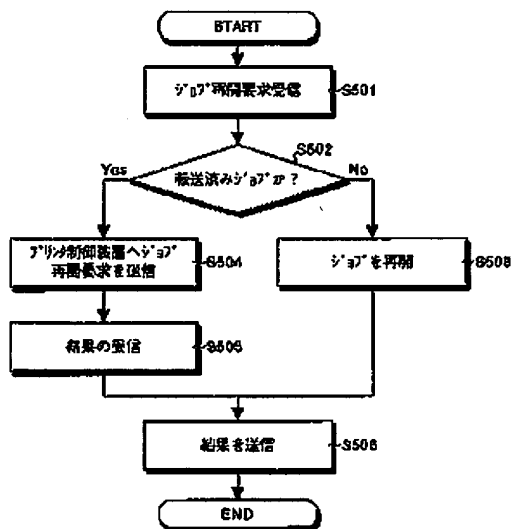 START
ジョブ再開要求受信
S501
S502
Yes
No
転送済みジョブか?
プリンタ制御装置へジョブ
再開要求を送信
S504
ジョブを再開
結果の受信
S505
結果を送信
S506
END